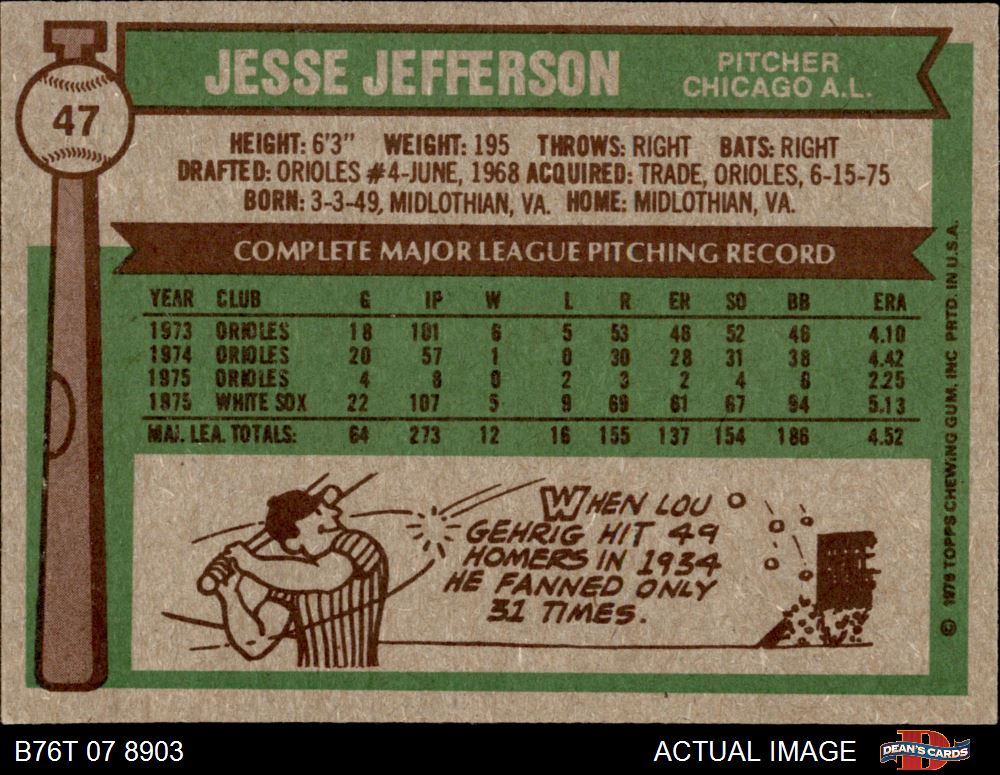 47
JESSE JEFFERSON
PITCHER
CHICAGO A.L.
HEIGHT: 6'3" WEIGHT: 195 THROWS: RIGHT BATS: RIGHT
DRAFTED: ORIOLES #4-JUNE, 1968 ACQUIRED: TRADE, ORIOLES, 6-15-75
BORN: 3-3-49, MIDLOTHIAN, VA. HOME: MIDLOTHIAN, VA.
COMPLETE MAJOR LEAGUE PITCHING RECORD
YEAR CLUB G IP W L R ER SO BB ERA
1973 ORIOLES 18 101 6 5 53 46 52 46 4.10
1974 ORIOLES 20 57 1 0 30 28 31 38 4.42
1975 ORIOLES 4 8 0 2 3 2 4 8 2.25
1975 WHITE SOX 22 107 5 9 69 61 67 94 5.13
MAJ. LEA. TOTALS: 64 273 12 16 155 137 154 186 4.52
WHEN LOU
GEHRIG HIT 49
HOMERS IN 1934
HE FANNED ONLY
31 TIMES.
© 1976 TOPPS CHEWING GUM, INC PRTD. IN U.S.A.
B76T 07 8903
ACTUAL IMAGE
DEAN'S CARDS